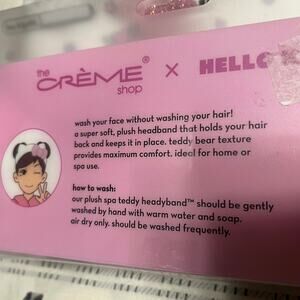 the
CRÈME®
shop
× HELLO
wash your face without washing your hair!
a super soft, plush headband that holds your hair
back and keeps it in place. teddy bear texture
provides maximum comfort. ideal for home or
spa use.
how to wash:
our plush spa teddy headyband™ should be gently
washed by hand with warm water and soap.
air dry only. should be washed frequently.